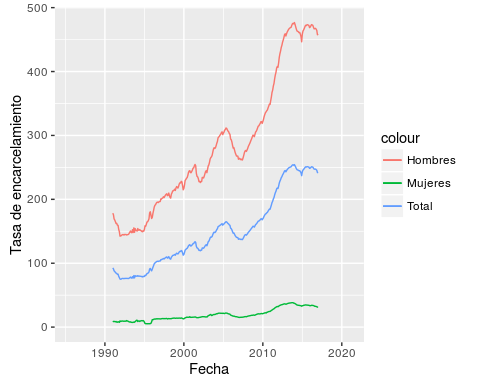 500
400
300
200
100
0
Tasa de encarcelamiento
1990 2000 2010 2020
Fecha
colour
Hombres
Mujeres
Total